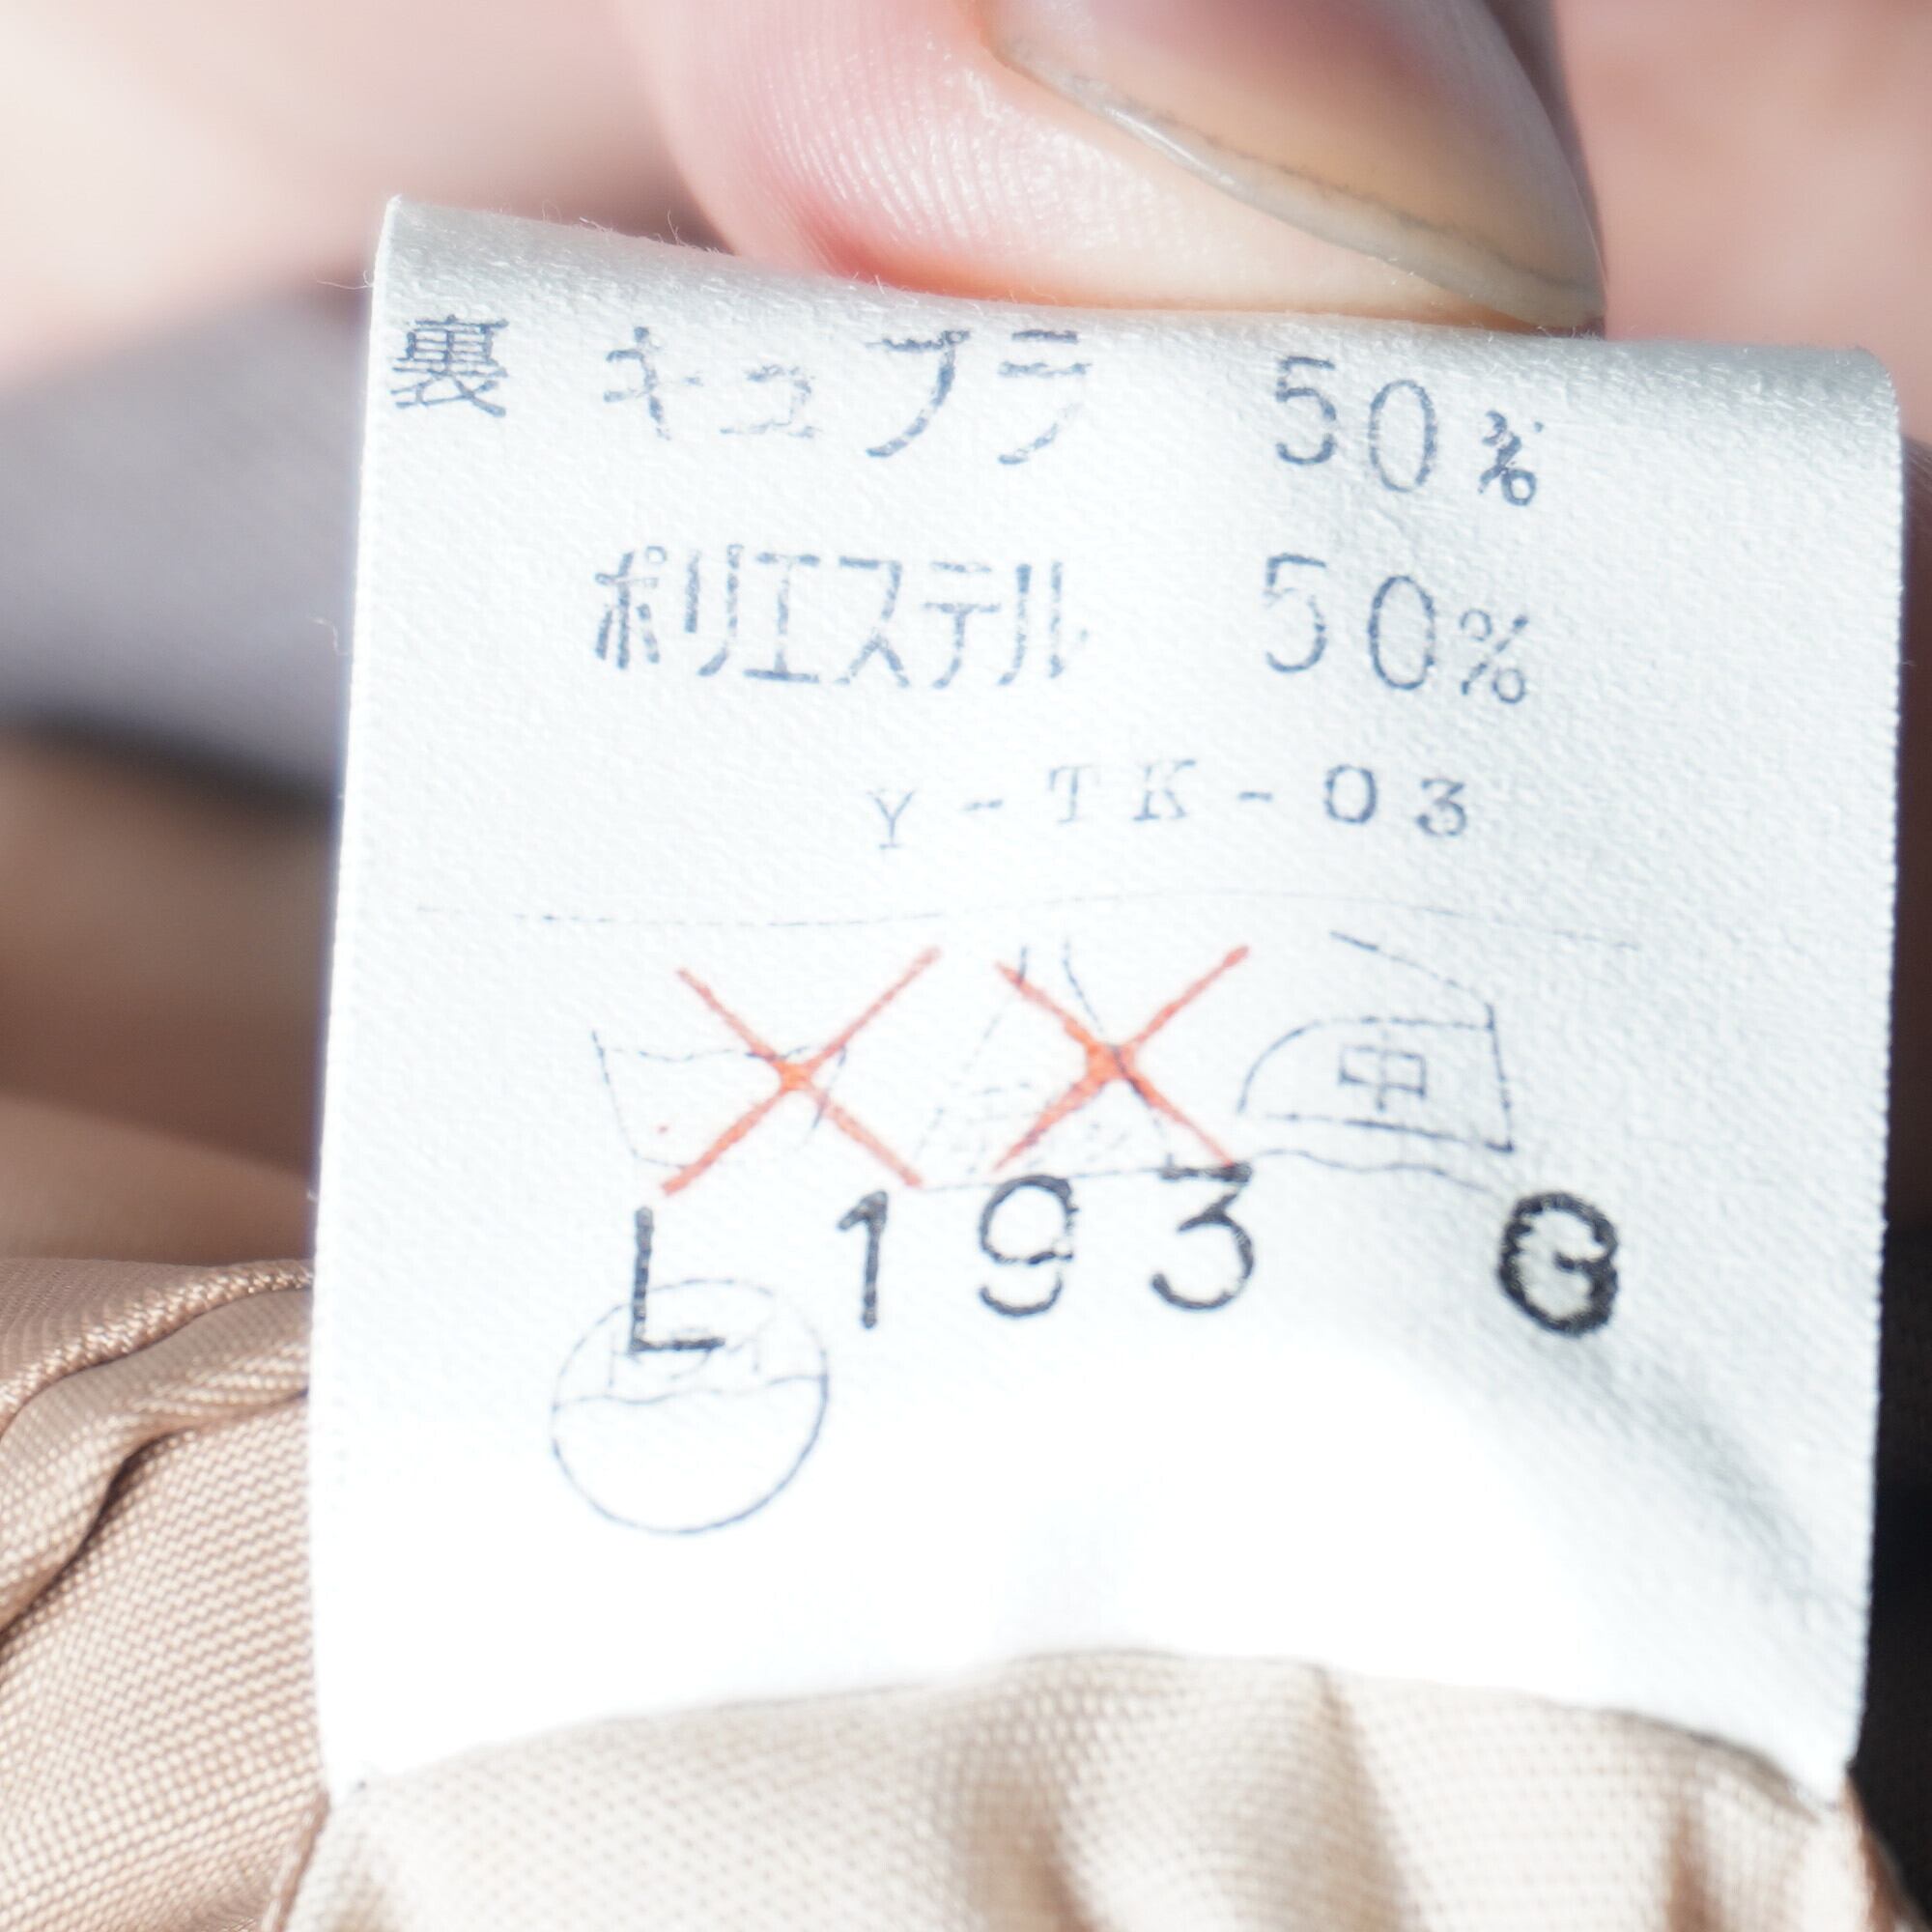 裏 キュプラ 50%
ポリエステル 50%
Y-TK-03
中
L 193